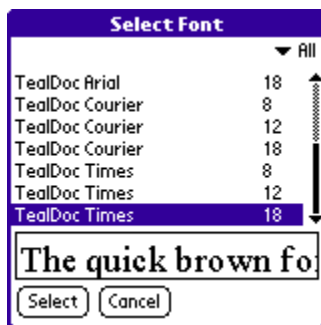 Select Font
All
TealDoc Arial 18
TealDoc Courier 8
TealDoc Courier 12
TealDoc Courier 18
TealDoc Times 8
TealDoc Times 12
TealDoc Times 18
The quick brown fo
Select Cancel